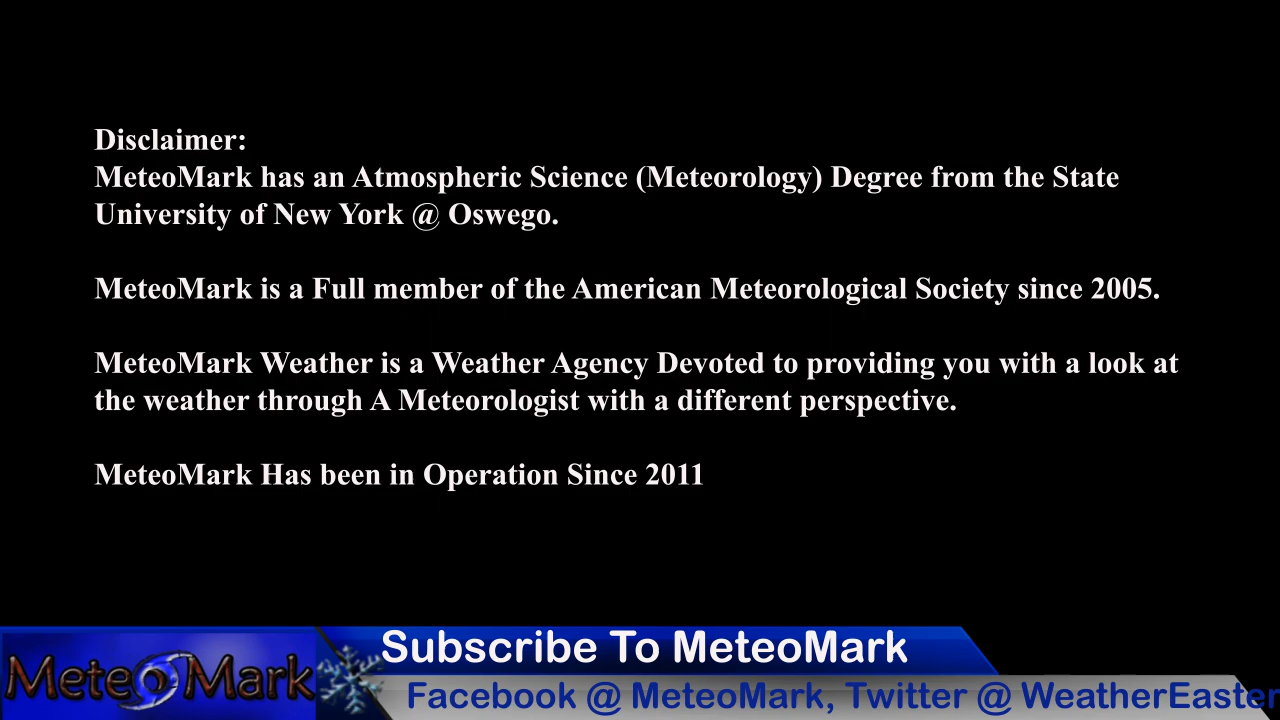 Disclaimer:
MeteoMark has an Atmospheric Science (Meteorology) Degree from the State
University of New York @ Oswego.
MeteoMark is a Full member of the American Meteorological Society since 2005.
MeteoMark Weather is a Weather Agency Devoted to providing you with a look at
the weather through A Meteorologist with a different perspective.
MeteoMark Has been in Operation Since 2011
Subscribe To MeteoMark
MeteoMark
Facebook @ MeteoMark, Twitter @ WeatherEaster